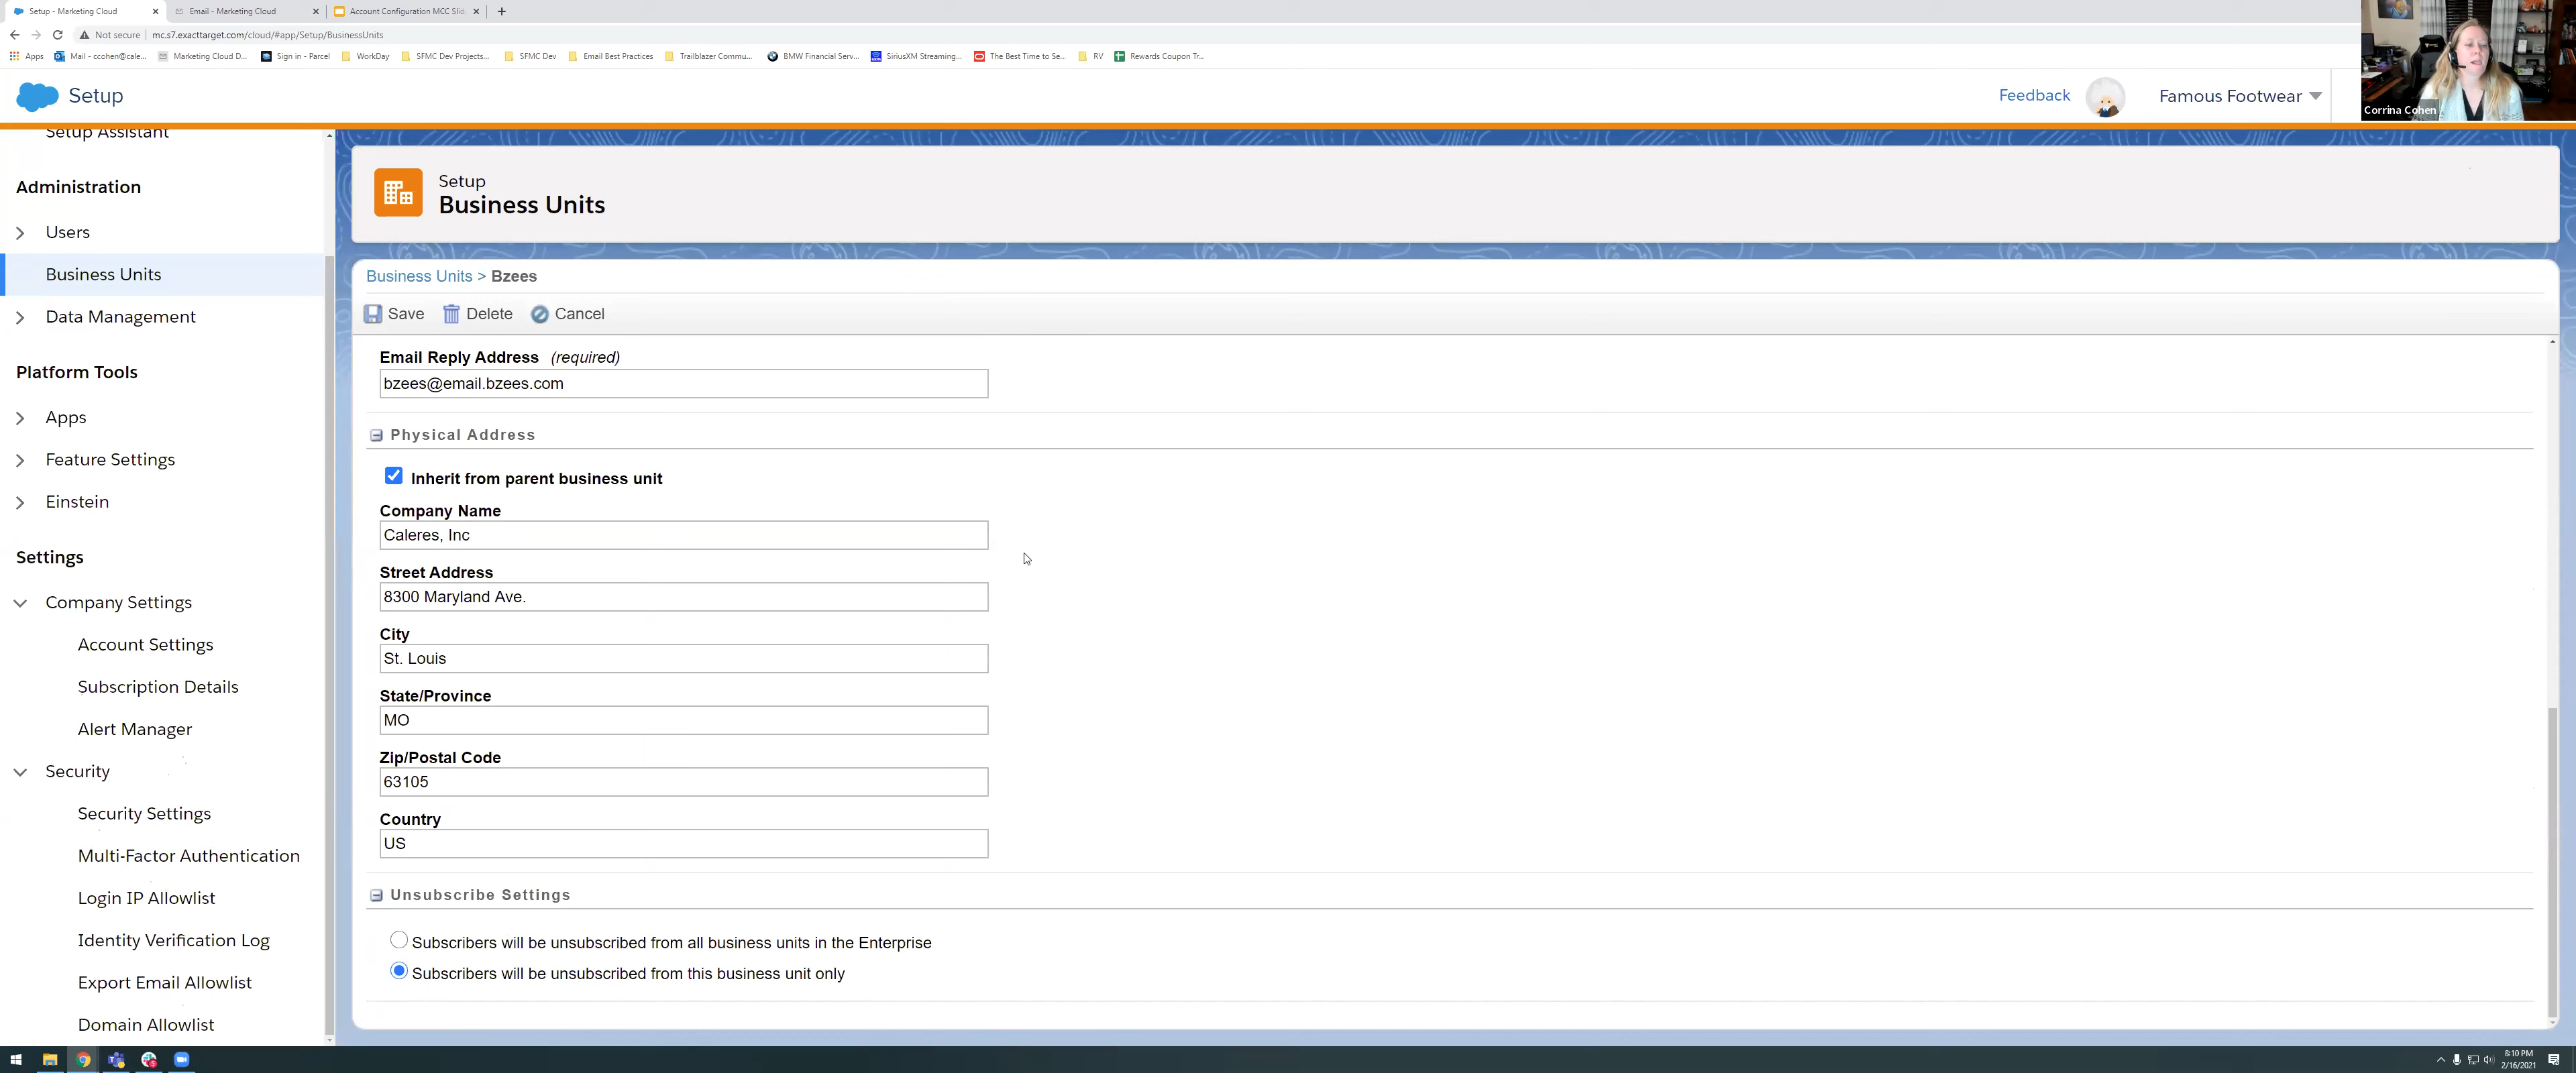 Setup - Marketing Cloud
Email - Marketing Cloud
Account Configuration MCC Slid
Not secure
mc.s7.exacttarget.com/cloud/#app/Setup/BusinessUnits
Apps
Mail - ccohen@cale...
Marketing Cloud D...
Sign in - Parcel
WorkDay
SFMC Dev Projects...
SFMC Dev
Email Best Practices
Trailblazer Commu...
BMW Financial Serv...
SiriusXM Streaming...
The Best Time to Se...
RV
Rewards Coupon Tr...
Setup
Feedback
Famous Footwear
Corrina Cohen
Setup Assistant
Administration
Users
Business Units
Data Management
Platform Tools
Apps
Feature Settings
Einstein
Settings
Company Settings
Account Settings
Subscription Details
Alert Manager
Security
Security Settings
Multi-Factor Authentication
Login IP Allowlist
Identity Verification Log
Export Email Allowlist
Domain Allowlist
Setup
Business Units
Business Units > Bzees
Save
Delete
Cancel
Email Reply Address (required)
bzees@email.bzees.com
Physical Address
Inherit from parent business unit
Company Name
Caleres, Inc
Street Address
8300 Maryland Ave.
City
St. Louis
State/Province
MO
Zip/Postal Code
63105
Country
US
Unsubscribe Settings
Subscribers will be unsubscribed from all business units in the Enterprise
Subscribers will be unsubscribed from this business unit only
8:10 PM
2/16/2021